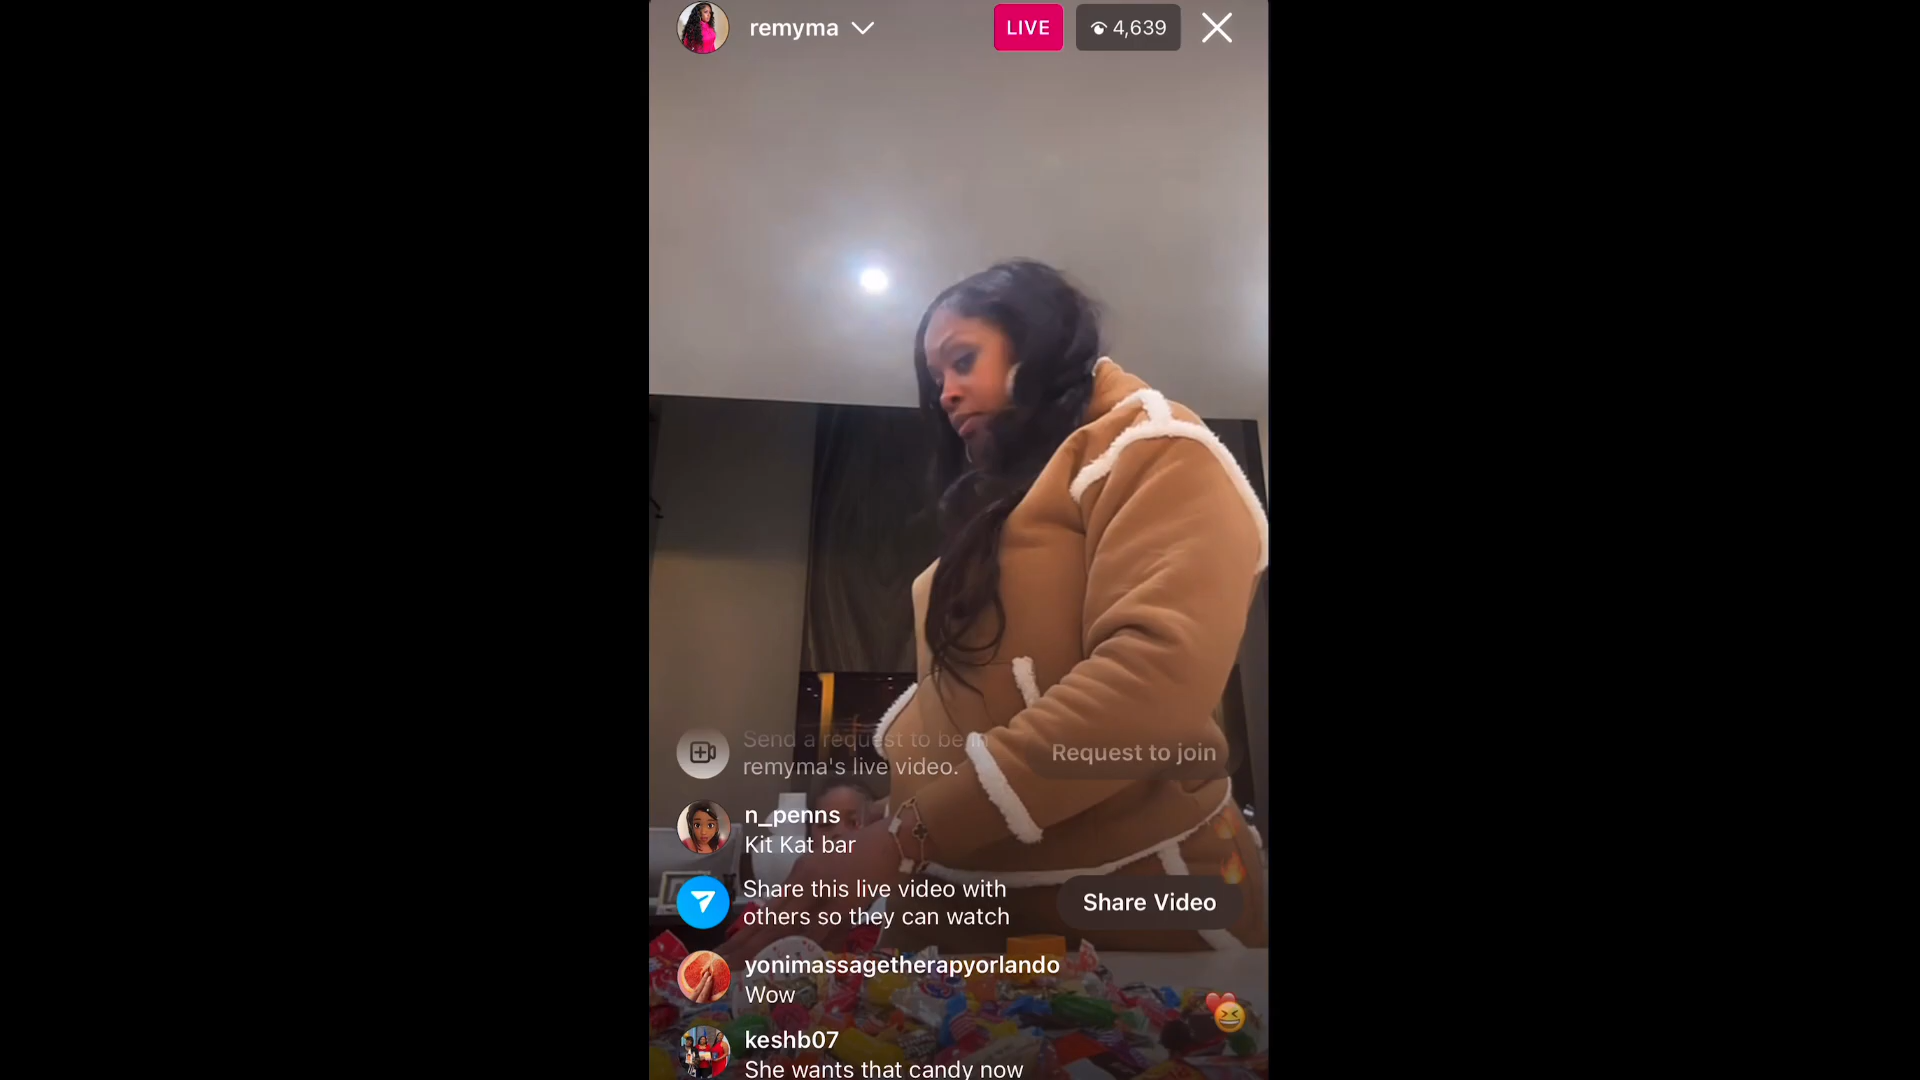 remyma
LIVE
4,639
Send a request to be in
remyma's live video.
Request to join
n_penns
Kit Kat bar
Share this live video with
others so they can watch
Share Video
yonimassagetherapyorlando
Wow
keshb07
She wants that candy now